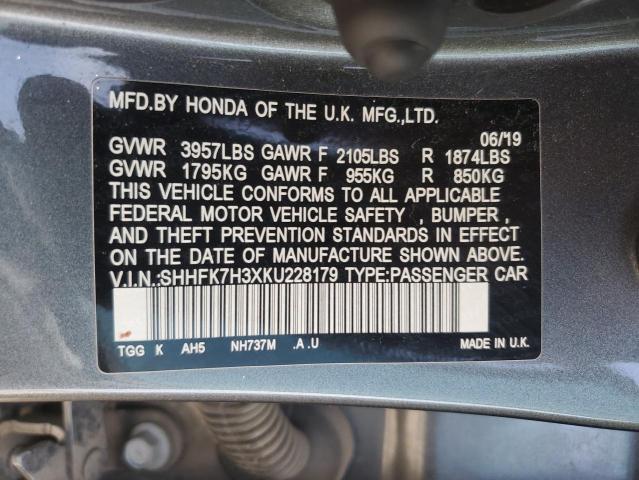 MFD.BY HONDA OF THE U.K. MFG.,LTD.
06/19
GVWR 3957LBS GAWR F 2105LBS R 1874LBS
GVWR 1795KG GAWR F 955KG R 850KG
THIS VEHICLE CONFORMS TO ALL APPLICABLE
FEDERAL MOTOR VEHICLE SAFETY , BUMPER ,
AND THEFT PREVENTION STANDARDS IN EFFECT
ON THE DATE OF MANUFACTURE SHOWN ABOVE.
V.I.N.:SHHFK7H3XKU228179 TYPE:PASSENGER CAR
TGG K AH5 NH737M .A .U MADE IN U.K.